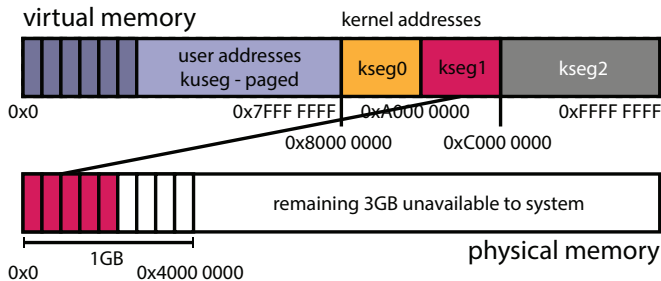 virtual memory
kernel addresses
user addresses
kuseg - paged
kseg0
kseg1
kseg2
0x0
0x7FFF FFFF
0xA000 0000
0xFFFF FFFF
0x8000 0000
0xC000 0000
remaining 3GB unavailable to system
1GB
physical memory
0x0
0x4000 0000